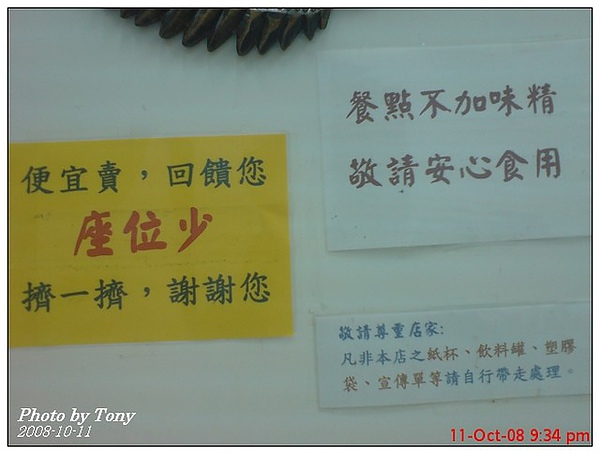 便宜賣，回饋您
座位少
擠一擠，謝謝您
餐點不加味精
敬請安心食用
敬請尊重店家:
凡非本店之紙杯、飲料罐、塑膠
袋、宣傳單等請自行帶走處理。
Photo by Tony
2008-10-11
11-Oct-08 9:34 pm